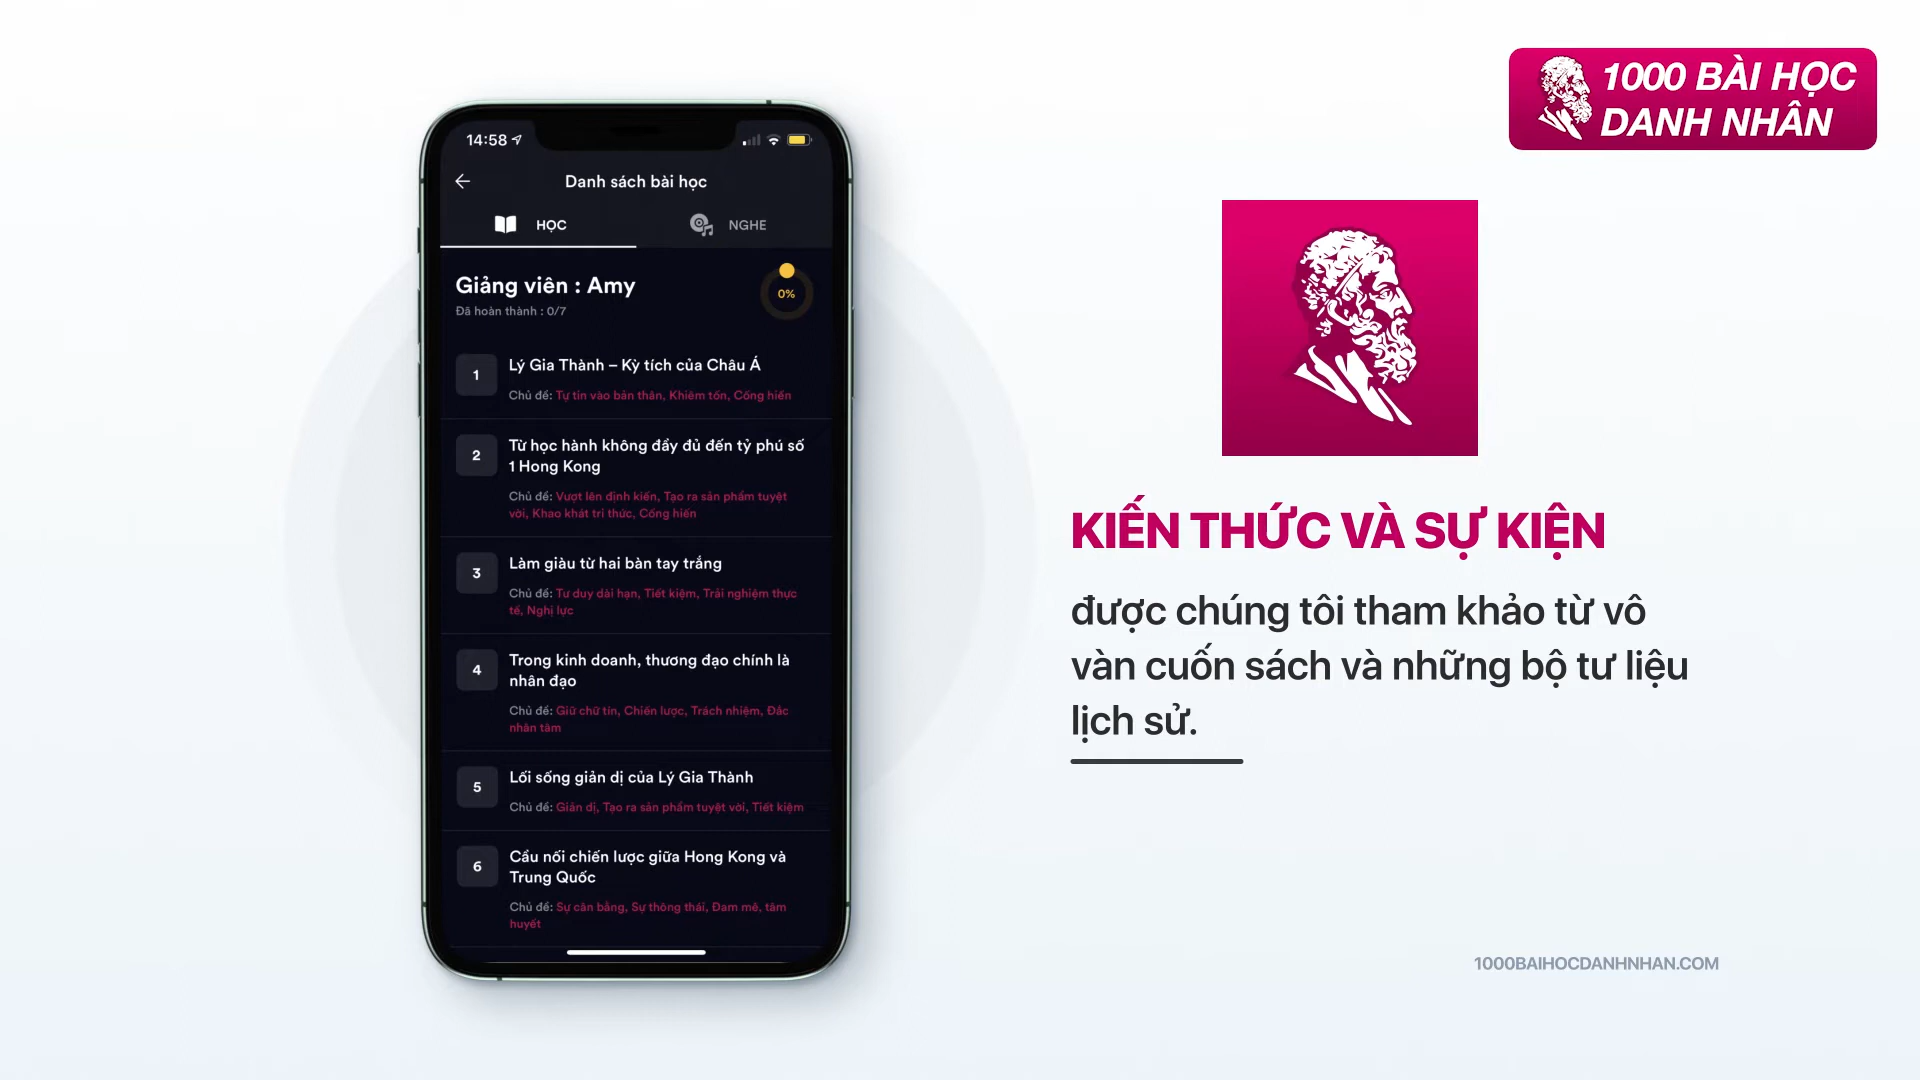 1000 BÀI HỌC
DANH NHÂN
14:58
Danh sách bài học
HỌC
NGHE
Giảng viên : Amy
0%
Đã hoàn thành : 0/7
1
Lý Gia Thành – Kỳ tích của Châu Á
Chủ đề: Tự tin vào bản thân, Khiêm tốn, Cống hiến
2
Từ học hành không đầy đủ đến tỷ phú số
1 Hong Kong
Chủ đề: Vượt lên định kiến, Tạo ra sản phẩm tuyệt
vời, Khao khát tri thức, Cống hiến
3
Làm giàu từ hai bàn tay trắng
Chủ đề: Tư duy dài hạn, Tiết kiệm, Trải nghiệm thực
tế, Nghị lực
4
Trong kinh doanh, thương đạo chính là
nhân đạo
Chủ đề: Giữ chữ tín, Chiến lược, Trách nhiệm, Đắc
nhân tâm
5
Lối sống giản dị của Lý Gia Thành
Chủ đề: Giản dị, Tạo ra sản phẩm tuyệt vời, Tiết kiệm
6
Cầu nối chiến lược giữa Hong Kong và
Trung Quốc
Chủ đề: Sự cân bằng, Sự thông thái, Đam mê, tâm
huyết
KIẾN THỨC VÀ SỰ KIỆN
được chúng tôi tham khảo từ vô
vàn cuốn sách và những bộ tư liệu
lịch sử.
1000BAIHOCDANHNHAN.COM